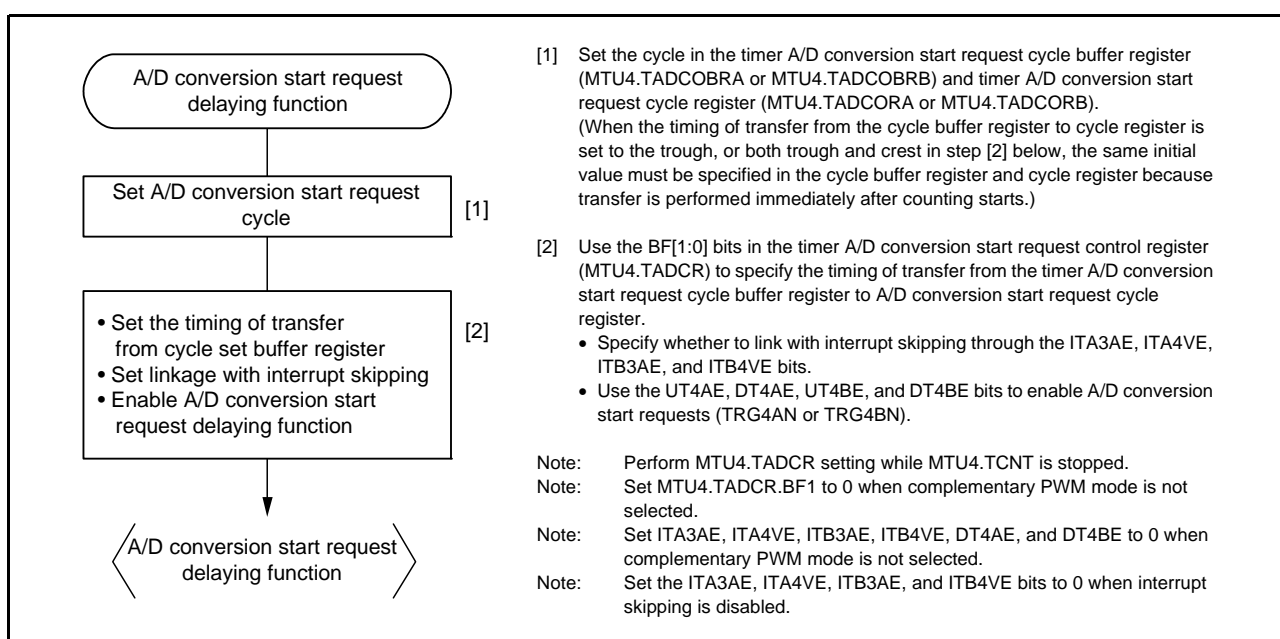 A/D conversion start request
delaying function
Set A/D conversion start request
cycle
[1]
• Set the timing of transfer
from cycle set buffer register
• Set linkage with interrupt skipping
• Enable A/D conversion start
request delaying function
[2]
A/D conversion start request
delaying function
[1] Set the cycle in the timer A/D conversion start request cycle buffer register
(MTU4.TADCOBRA or MTU4.TADCOBRB) and timer A/D conversion start
request cycle register (MTU4.TADCORA or MTU4.TADCORB).
(When the timing of transfer from the cycle buffer register to cycle register is
set to the trough, or both trough and crest in step [2] below, the same initial
value must be specified in the cycle buffer register and cycle register because
transfer is performed immediately after counting starts.)
[2] Use the BF[1:0] bits in the timer A/D conversion start request control register
(MTU4.TADCR) to specify the timing of transfer from the timer A/D conversion
start request cycle buffer register to A/D conversion start request cycle
register.
• Specify whether to link with interrupt skipping through the ITA3AE, ITA4VE,
ITB3AE, and ITB4VE bits.
• Use the UT4AE, DT4AE, UT4BE, and DT4BE bits to enable A/D conversion
start requests (TRG4AN or TRG4BN).
Note: Perform MTU4.TADCR setting while MTU4.TCNT is stopped.
Note: Set MTU4.TADCR.BF1 to 0 when complementary PWM mode is not
selected.
Note: Set ITA3AE, ITA4VE, ITB3AE, ITB4VE, DT4AE, and DT4BE to 0 when
complementary PWM mode is not selected.
Note: Set the ITA3AE, ITA4VE, ITB3AE, and ITB4VE bits to 0 when interrupt
skipping is disabled.